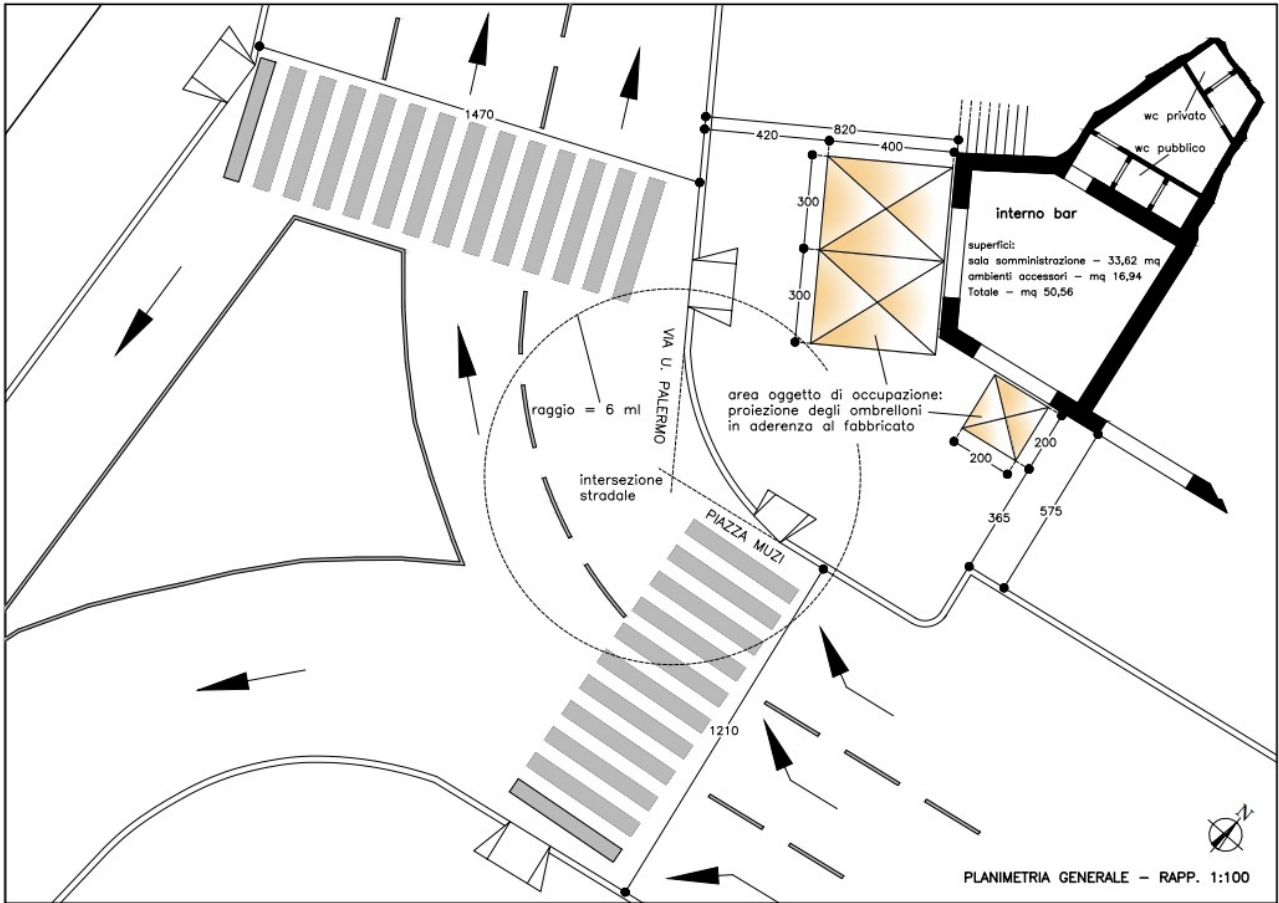 1470
820
420
400
300
300
wc privato
wc pubblico
interno bar
superfici:
sala somministrazione – 33,62 mq
ambienti accessori – mq 16,94
Totale – mq 50,56
VIA U. PALERMO
raggio = 6 ml
area oggetto di occupazione:
proiezione degli ombrelloni
in aderenza al fabbricato
200
200
intersezione
stradale
PIAZZA MUZI
365
575
1210
N
PLANIMETRIA GENERALE – RAPP. 1:100